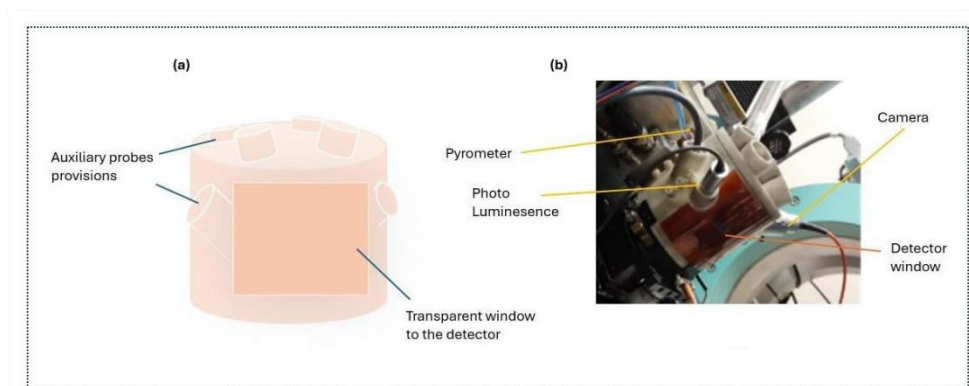 (a)
(b)
Auxiliary probes
provisions
Transparent window
to the detector
Pyrometer
Photo
Luminesence
Camera
Detector
window